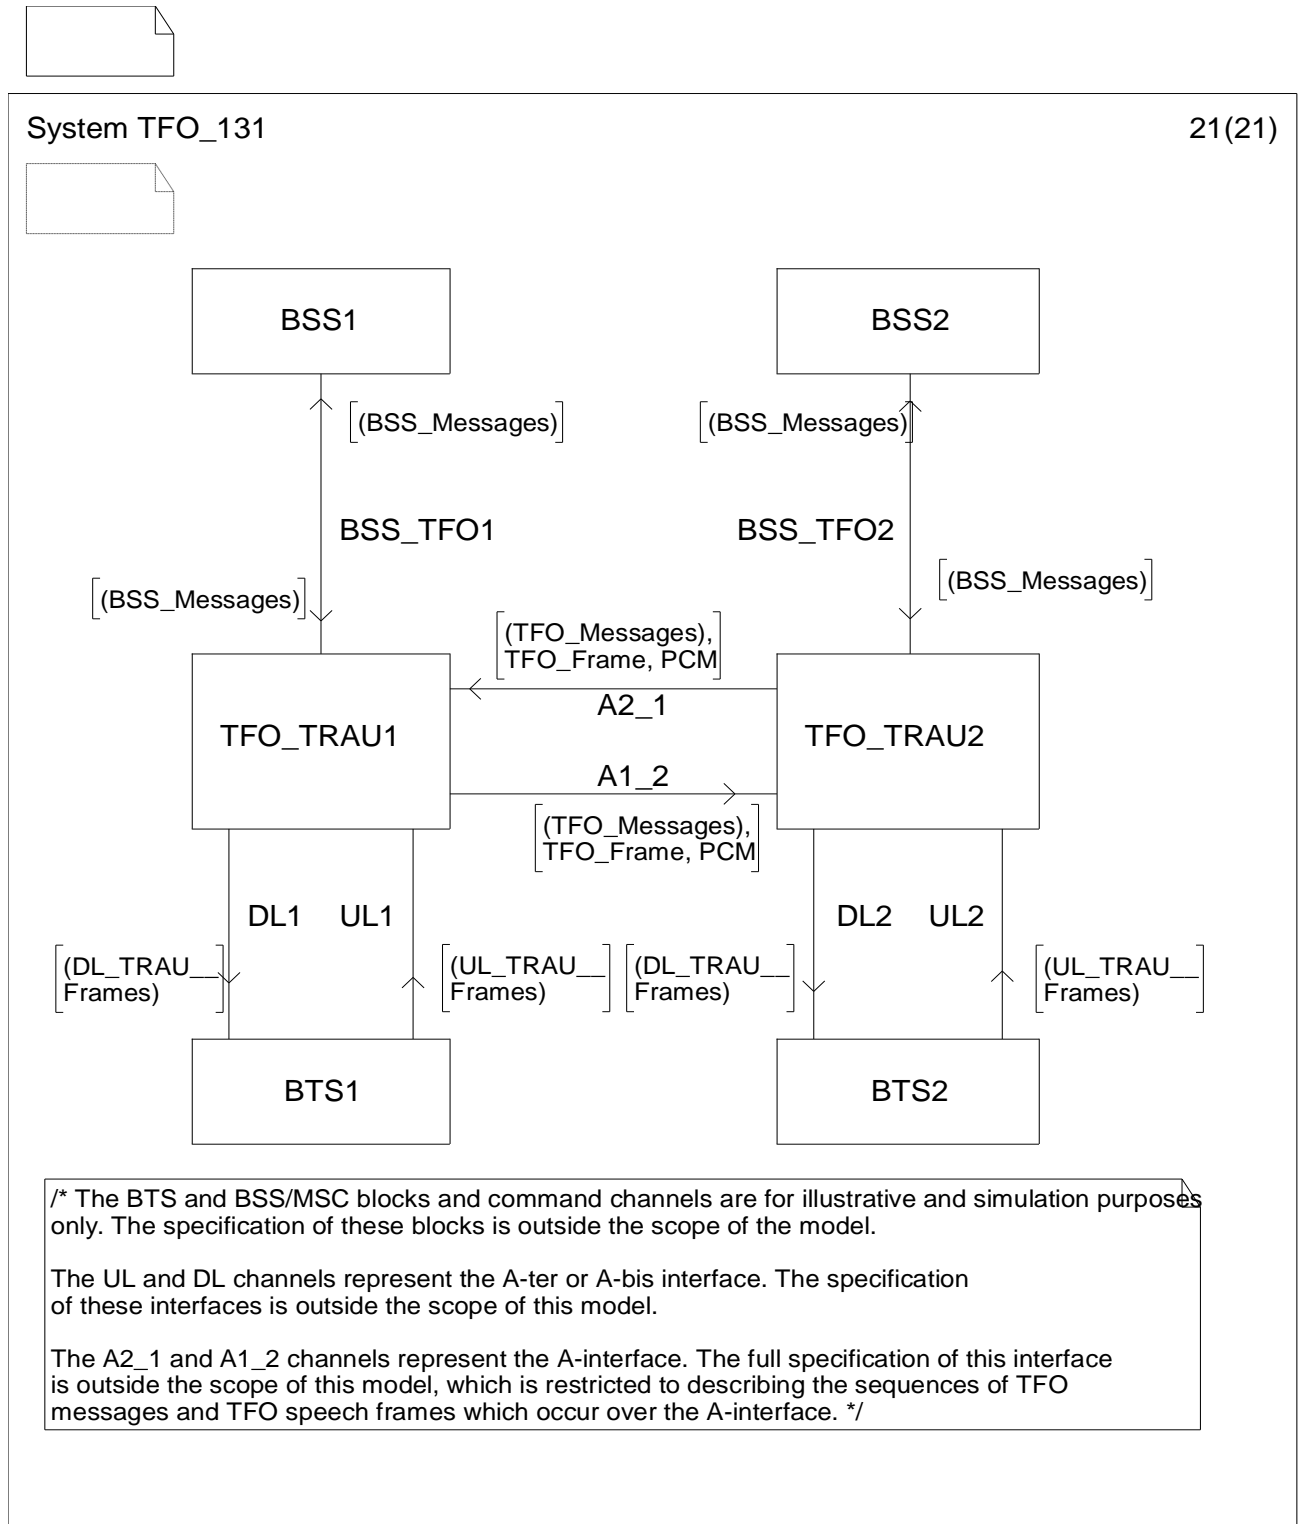 System TFO_131
21(21)
BSS1
BSS2
(BSS_Messages)
(BSS_Messages)
BSS_TFO1
BSS_TFO2
(BSS_Messages)
(BSS_Messages)
(TFO_Messages),
TFO_Frame, PCM
A2_1
TFO_TRAU1
TFO_TRAU2
A1_2
(TFO_Messages),
TFO_Frame, PCM
DL1
UL1
DL2
UL2
(DL_TRAU__
Frames)
(UL_TRAU__
Frames)
(DL_TRAU__
Frames)
(UL_TRAU__
Frames)
BTS1
BTS2
/* The BTS and BSS/MSC blocks and command channels are for illustrative and simulation purposes
only. The specification of these blocks is outside the scope of the model.
The UL and DL channels represent the A-ter or A-bis interface. The specification
of these interfaces is outside the scope of this model.
The A2_1 and A1_2 channels represent the A-interface. The full specification of this interface
is outside the scope of this model, which is restricted to describing the sequences of TFO
messages and TFO speech frames which occur over the A-interface. */